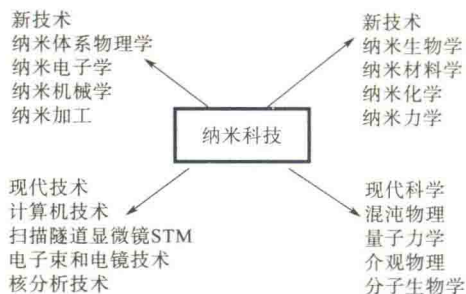 新技术
纳米体系物理学
纳米电子学
纳米机械学
纳米加工
新技术
纳米生物学
纳米材料学
纳米化学
纳米力学
纳米科技
现代技术
计算机技术
扫描隧道显微镜STM
电子束和电镜技术
核分析技术
现代科学
混沌物理
量子力学
介观物理
分子生物学